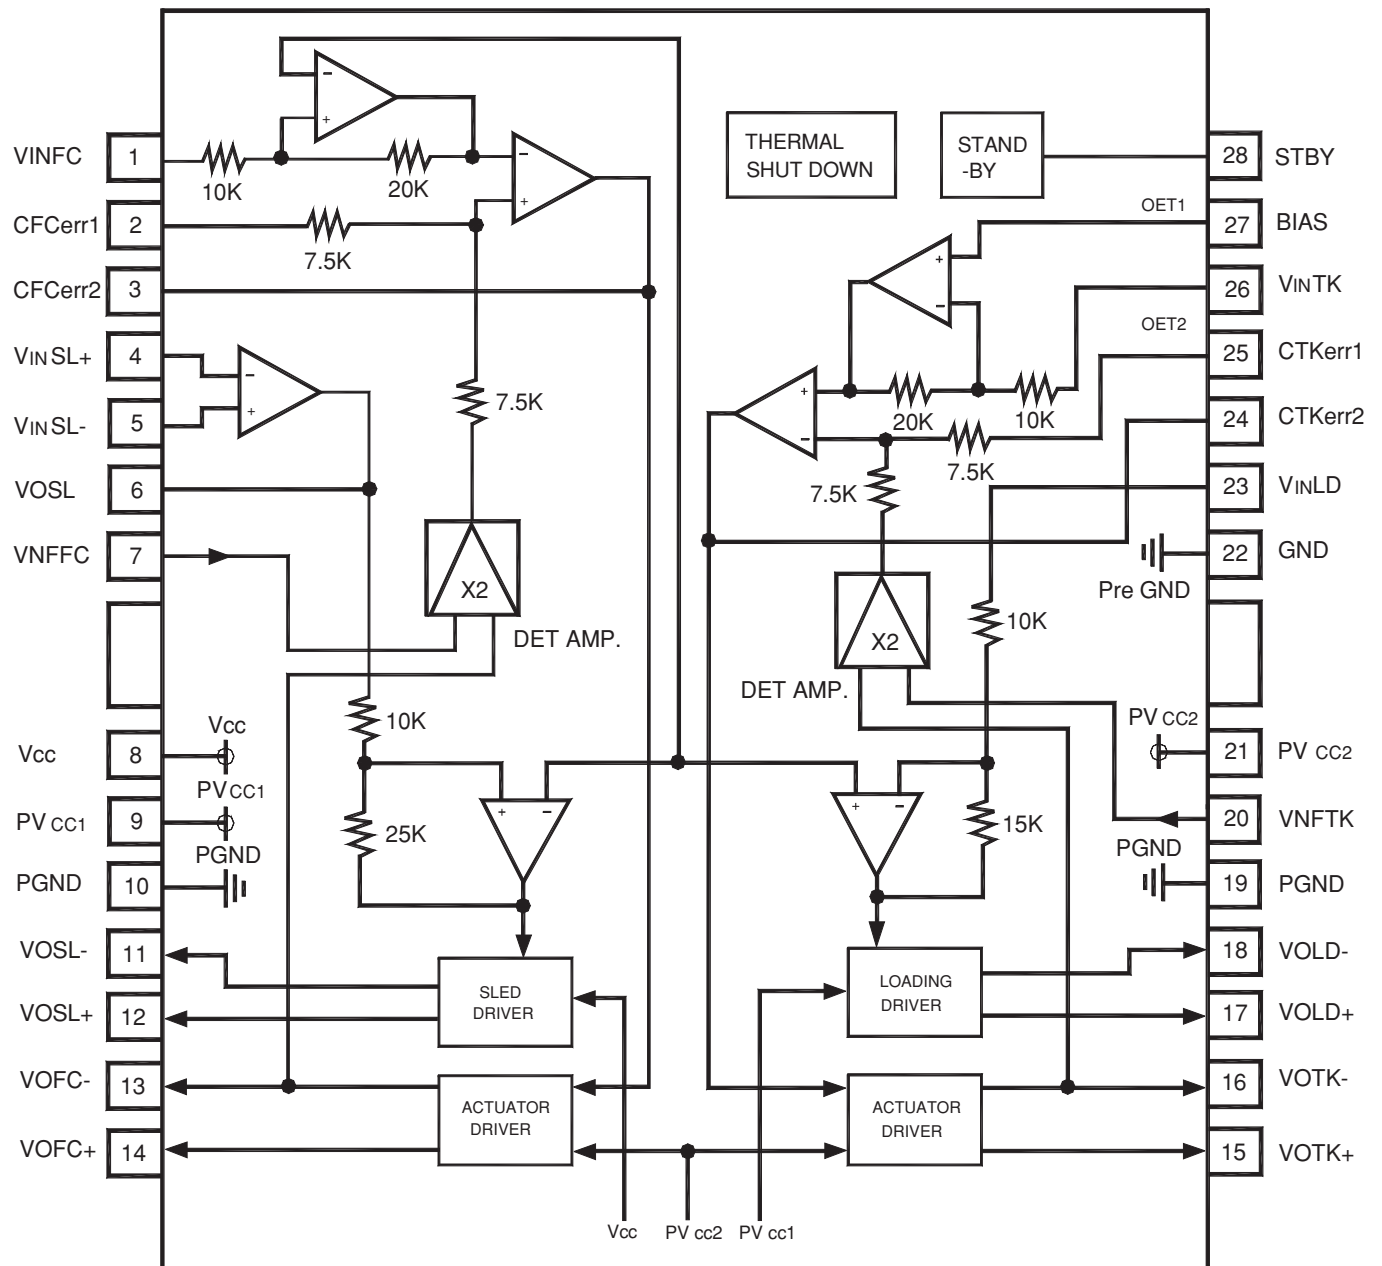 VINFC
1
10K
20K
-
+
-
+
THERMAL
SHUT DOWN
STAND
-BY
28
STBY
CFCerr1
2
7.5K
OET1
27
BIAS
CFCerr2
3
+
-
26
VINTK
OET2
VIN SL+
4
-
+
25
CTKerr1
7.5K
+
-
20K
10K
VIN SL-
5
24
CTKerr2
7.5K
7.5K
VOSL
6
23
VINLD
VNFFC
7
22
GND
Pre GND
X2
DET AMP.
10K
X2
DET AMP.
10K
Vcc
8
Vcc
PVCC2
21
PV CC2
PVCC1
9
PVCC1
+
-
25K
+
-
15K
20
VNFTK
PGND
PGND
10
PGND
19
PGND
VOSL-
11
18
VOLD-
SLED
DRIVER
LOADING
DRIVER
VOSL+
12
17
VOLD+
VOFC-
13
16
VOTK-
ACTUATOR
DRIVER
ACTUATOR
DRIVER
VOFC+
14
15
VOTK+
Vcc
PV cc2
PV cc1